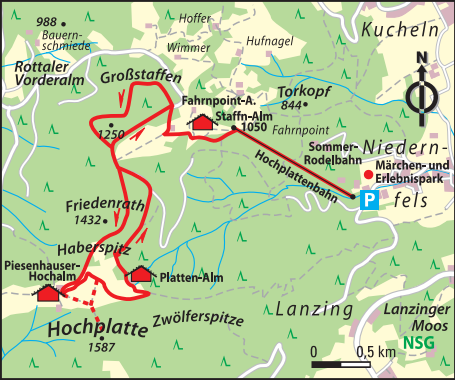 Kucheln
Hoffer
988
Bauern-
schmiede
Wimmer
Hufnagel
Rottaler
Vorderalm
Großstaffen
N
Torkopf
844
Fahrnpoint-A.
Staffn-Alm
1050
Fahrnpoint
1250
Sommer-
Rodelbahn
Niedern-
Märchen- und
Erlebnispark
Hochplattenbahn
P
fels
Friedenrath
1432
Haberspitz
Piesenhauser-
Hochalm
Platten-Alm
Lanzing
Lanzinger
Moos
NSG
Zwölferspitze
Hochplatte
1587
0
0,5 km